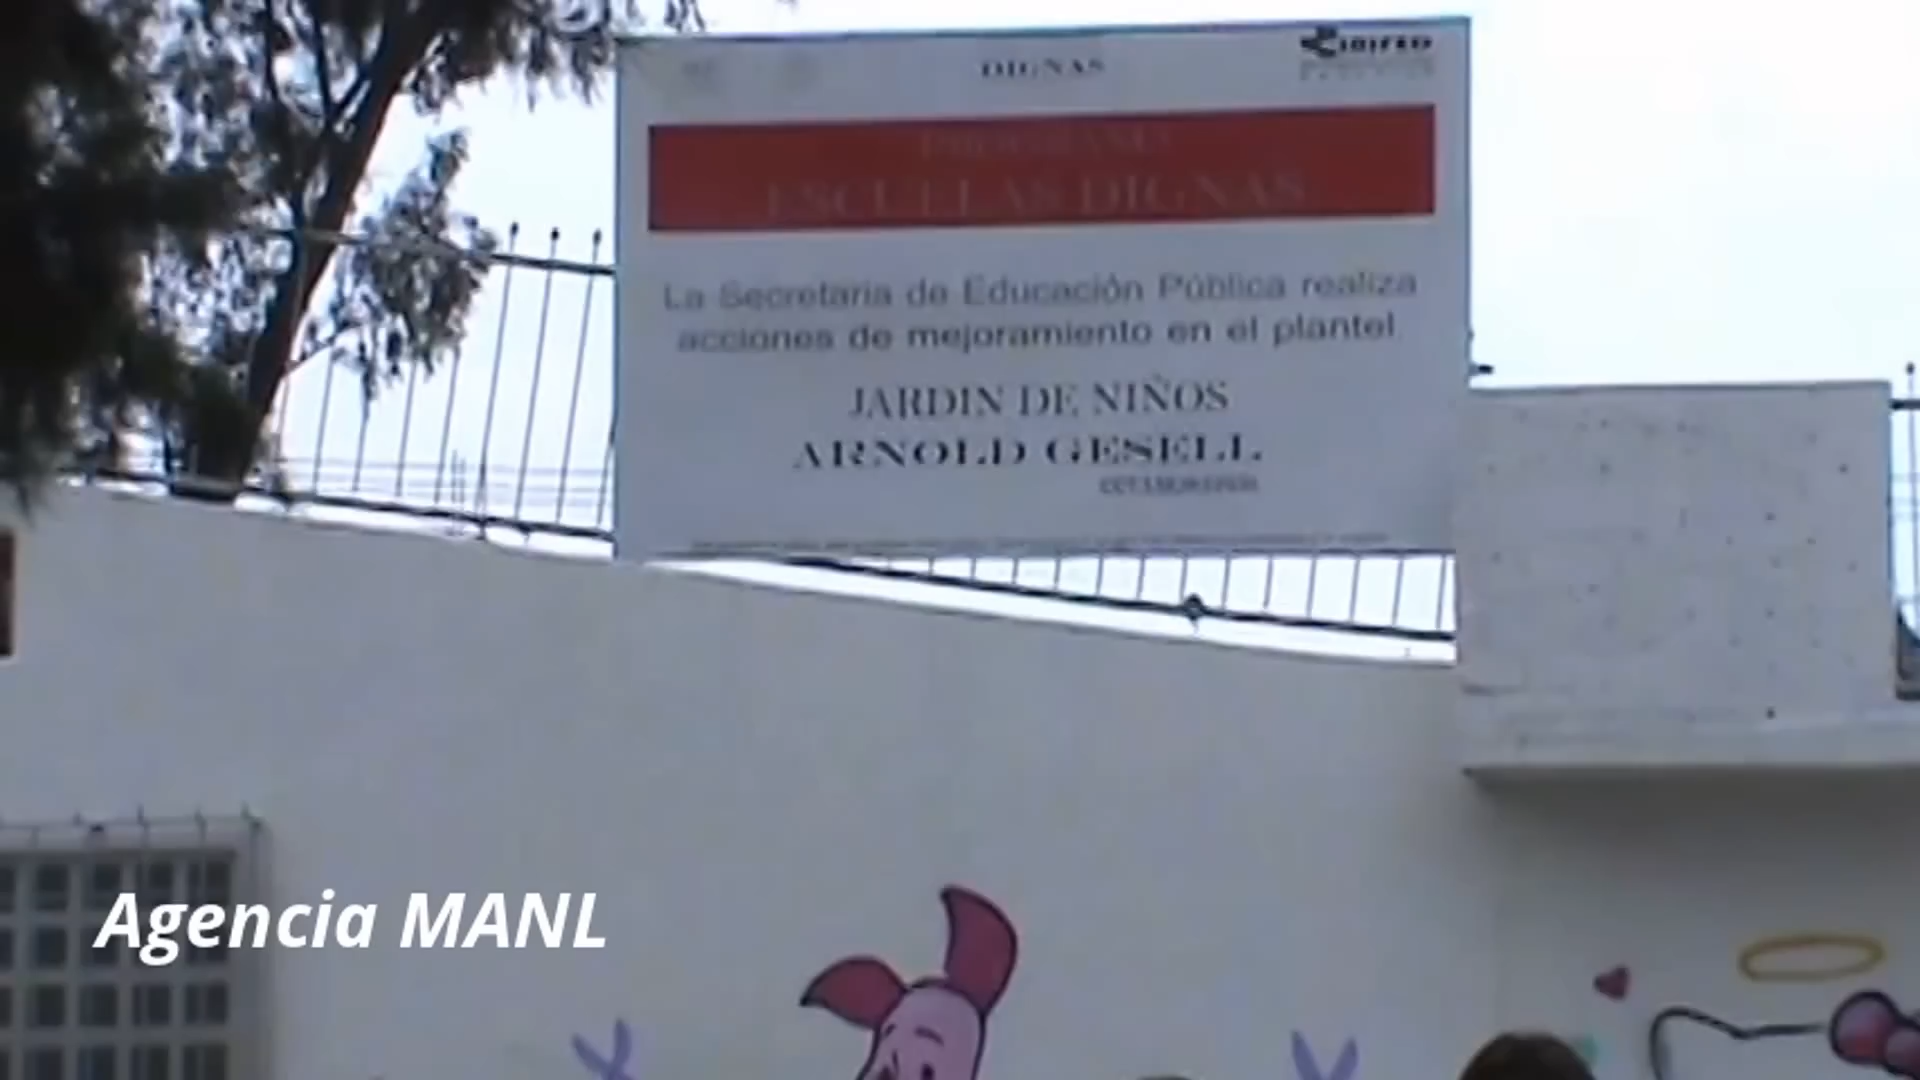 DIGNAS
ESCUELAS DIGNAS
La Secretaría de Educación Pública realiza
acciones de mejoramiento en el plantel
JARDIN DE NIÑOS
ARNOLD GESELL
Agencia MANL